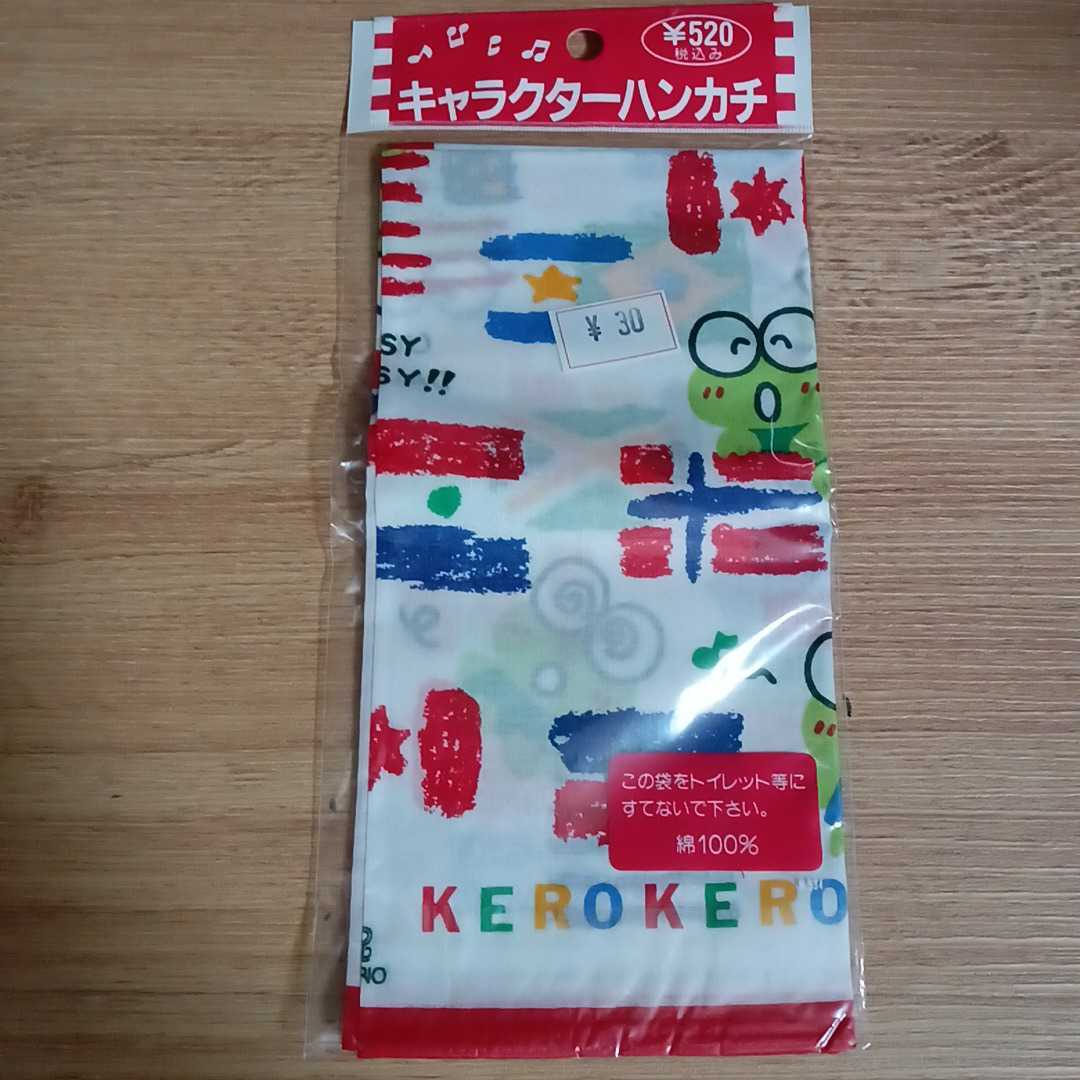 ¥520
税込み
キャラクターハンカチ
¥ 30
SY
SY!!
この袋をトイレット等に
すてないで下さい。
綿100%
KEROKERO
RIO